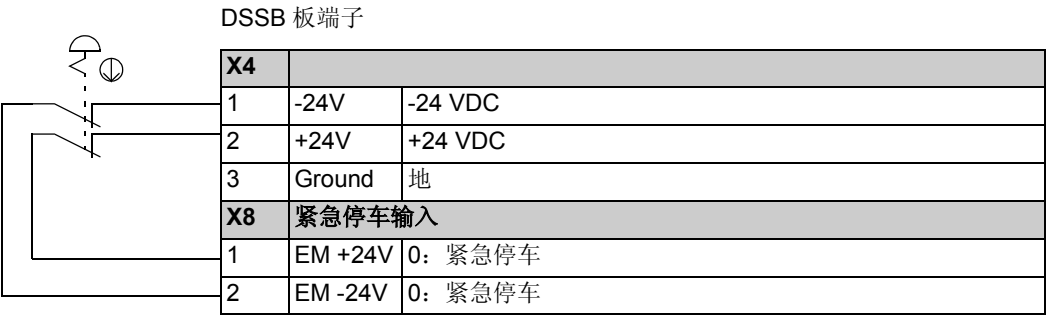 DSSB 板端子
X4
1 -24V -24 VDC
2 +24V +24 VDC
3 Ground 地
X8 紧急停车输入
1 EM +24V 0：紧急停车
2 EM -24V 0：紧急停车